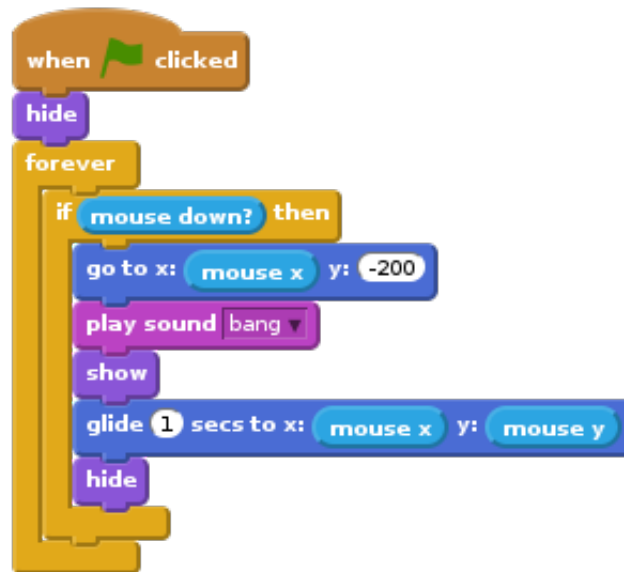 when clicked
hide
forever
if mouse down? then
go to x: mouse x y: -200
play sound bang
show
glide 1 secs to x: mouse x y: mouse y
hide